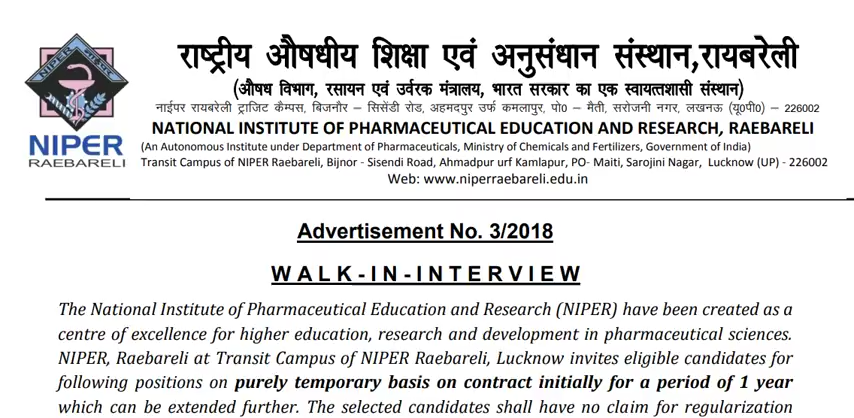 राष्ट्रीय औषधीय शिक्षा एवं अनुसंधान संस्थान,रायबरेली
(औषध विभाग, रसायन एवं उर्वरक मंत्रालय, भारत सरकार का एक स्वायत्तशासी संस्थान)
नाईपर रायबरेली ट्रांजिट कैम्पस, बिजनौर – सिसेंडी रोड, अहमदपुर उर्फ कमलापुर, पो0 – मैती, सरोजनी नगर, लखनऊ (यू0पी0) – 226002
NIPER
NIPER
RAEBARELI
NATIONAL INSTITUTE OF PHARMACEUTICAL EDUCATION AND RESEARCH, RAEBARELI
(An Autonomous Institute under Department of Pharmaceuticals, Ministry of Chemicals and Fertilizers, Government of India)
Transit Campus of NIPER Raebareli, Bijnor - Sisendi Road, Ahmadpur urf Kamlapur, PO- Maiti, Sarojini Nagar, Lucknow (UP) - 226002
Web: www.niperraebareli.edu.in
Advertisement No. 3/2018
W A L K - I N - I N T E R V I E W
The National Institute of Pharmaceutical Education and Research (NIPER) have been created as a
centre of excellence for higher education, research and development in pharmaceutical sciences.
NIPER, Raebareli at Transit Campus of NIPER Raebareli, Lucknow invites eligible candidates for
following positions on purely temporary basis on contract initially for a period of 1 year
which can be extended further. The selected candidates shall have no claim for regularization